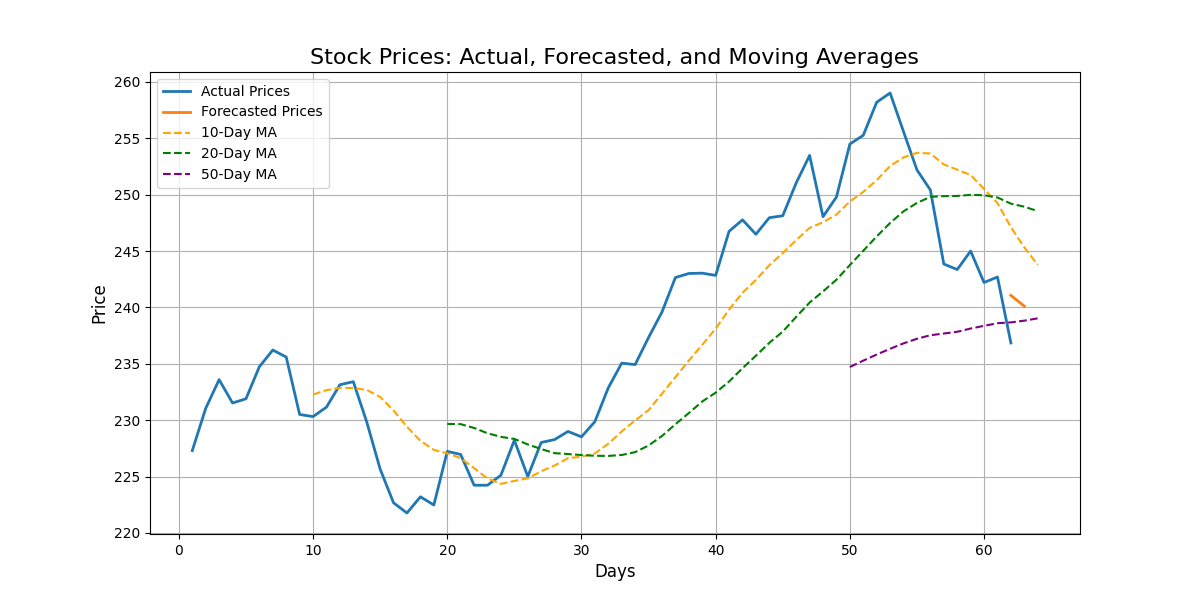 Stock Prices: Actual, Forecasted, and Moving Averages
260
255
250
245
240
235
230
225
220
Price
Actual Prices
Forecasted Prices
10-Day MA
20-Day MA
50-Day MA
0 10 20 30 40 50 60
Days